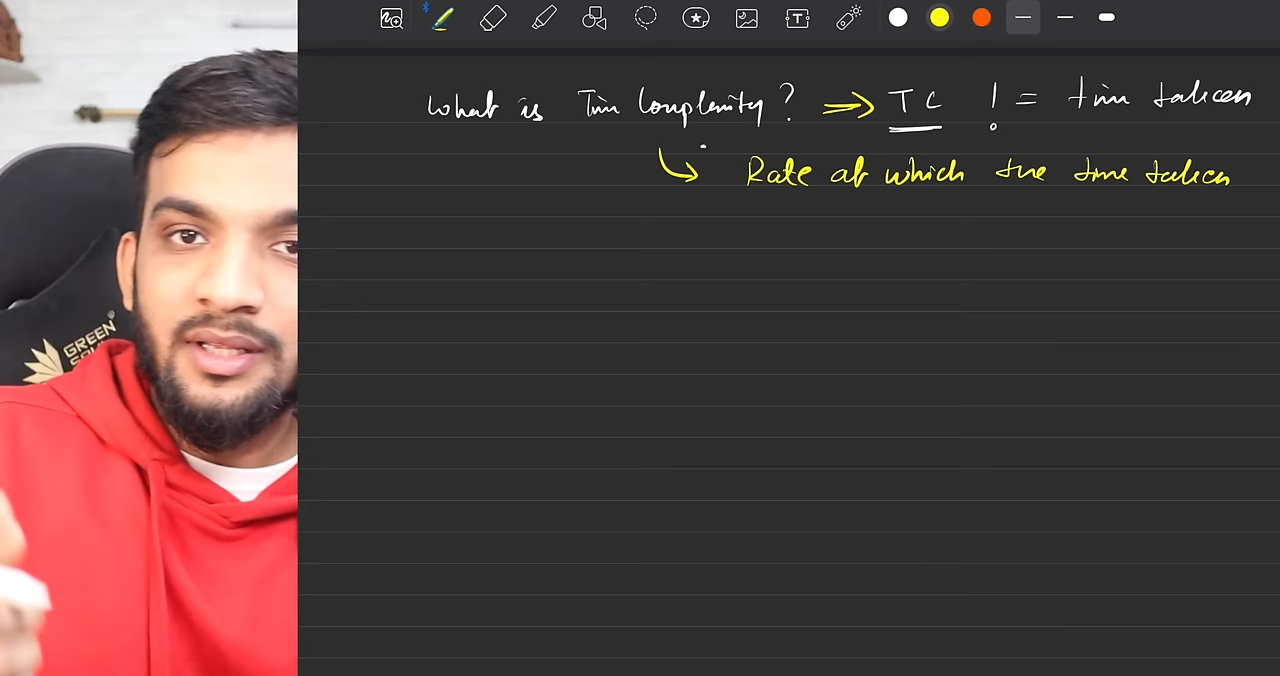 What is Time Complexity? ⇒ TC != time taken
↳ Rate at which the time taken
GREEN